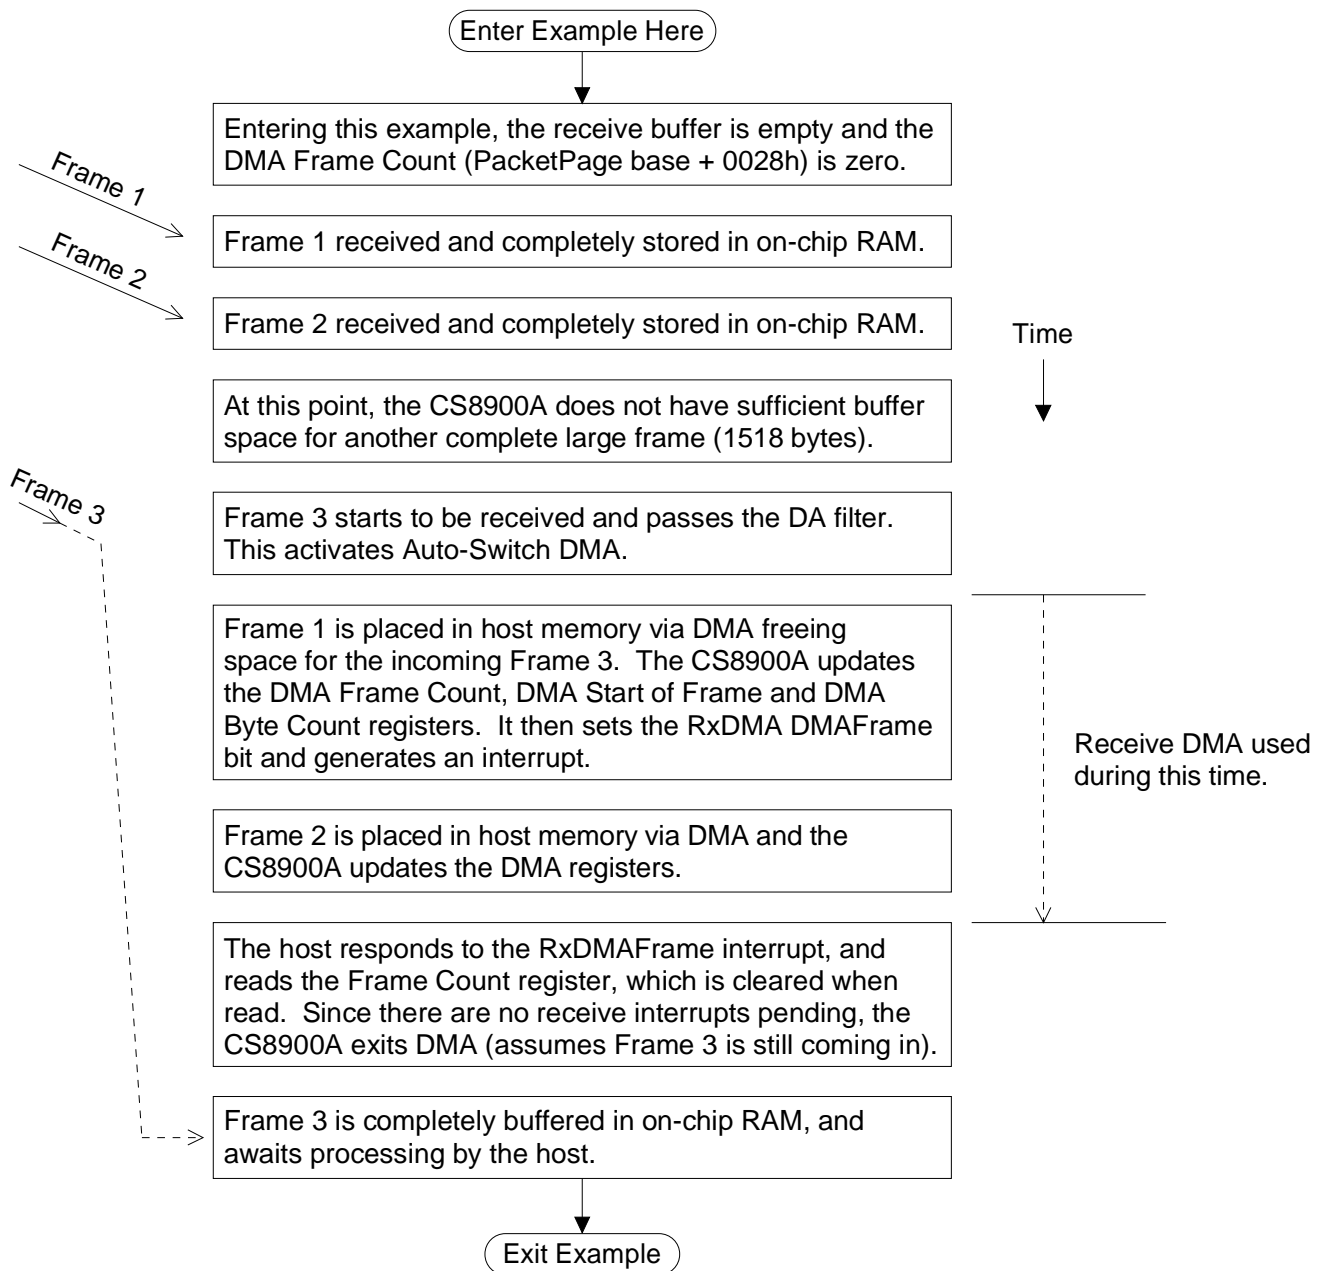 Enter Example Here
Entering this example, the receive buffer is empty and the
DMA Frame Count (PacketPage base + 0028h) is zero.
Frame 1
Frame 1 received and completely stored in on-chip RAM.
Frame 2
Frame 2 received and completely stored in on-chip RAM.
Time
At this point, the CS8900A does not have sufficient buffer
space for another complete large frame (1518 bytes).
Frame 3
Frame 3 starts to be received and passes the DA filter.
This activates Auto-Switch DMA.
Frame 1 is placed in host memory via DMA freeing
space for the incoming Frame 3. The CS8900A updates
the DMA Frame Count, DMA Start of Frame and DMA
Byte Count registers. It then sets the RxDMA DMAFrame
bit and generates an interrupt.
Receive DMA used
during this time.
Frame 2 is placed in host memory via DMA and the
CS8900A updates the DMA registers.
The host responds to the RxDMAFrame interrupt, and
reads the Frame Count register, which is cleared when
read. Since there are no receive interrupts pending, the
CS8900A exits DMA (assumes Frame 3 is still coming in).
Frame 3 is completely buffered in on-chip RAM, and
awaits processing by the host.
Exit Example